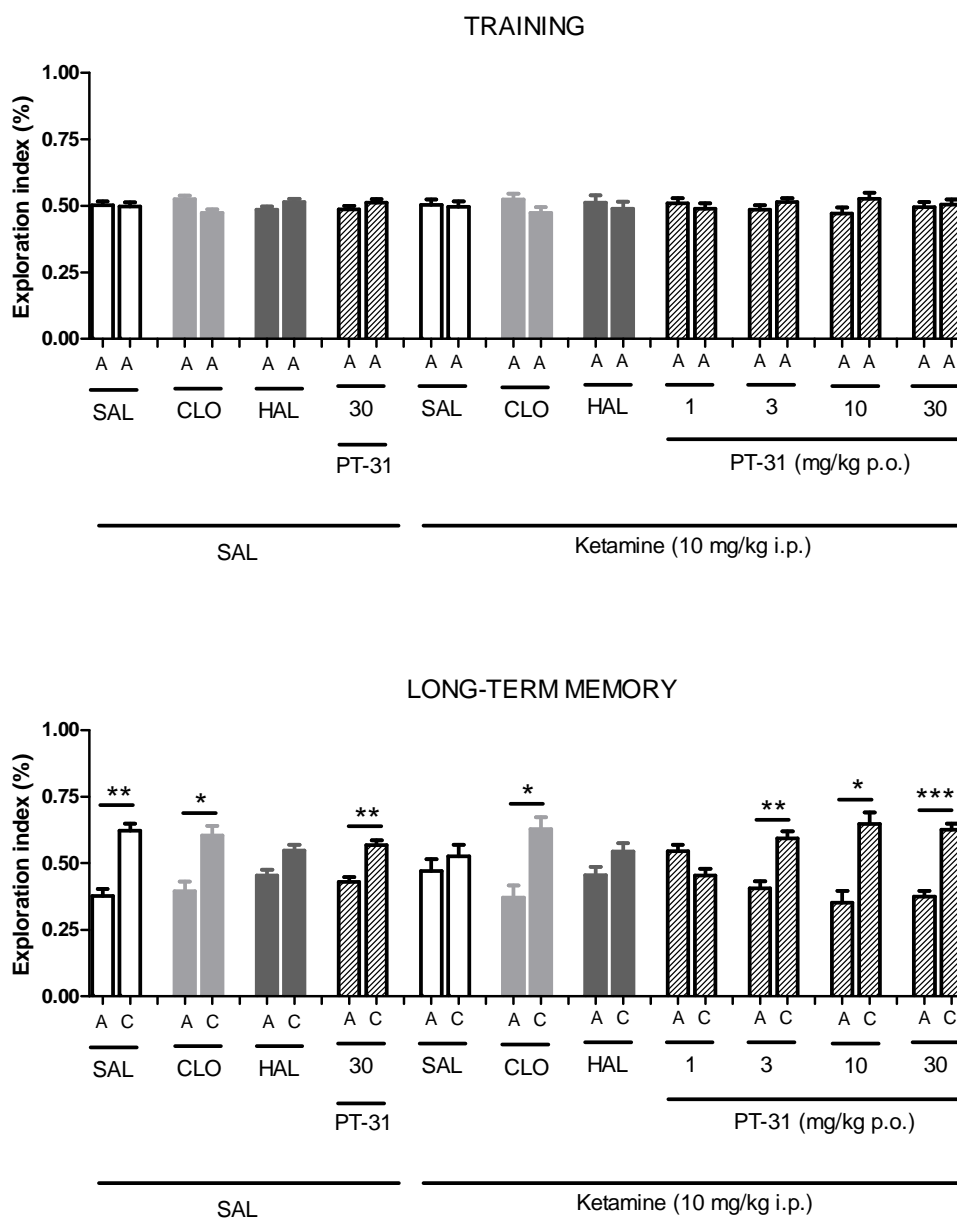 TRAINING
1.00
0.75
0.50
0.25
0.00
Exploration index (%)
A A A A A A A A A A A A A A A A A A A A A A
SAL CLO HAL 30 SAL CLO HAL 1 3 10 30
PT-31 PT-31 (mg/kg p.o.)
SAL Ketamine (10 mg/kg i.p.)
LONG-TERM MEMORY
1.00
0.75
0.50
0.25
0.00
Exploration index (%)
** * ** * ** * ***
A C A C A C A C A C A C A C A C A C A C A C
SAL CLO HAL 30 SAL CLO HAL 1 3 10 30
PT-31 PT-31 (mg/kg p.o.)
SAL Ketamine (10 mg/kg i.p.)